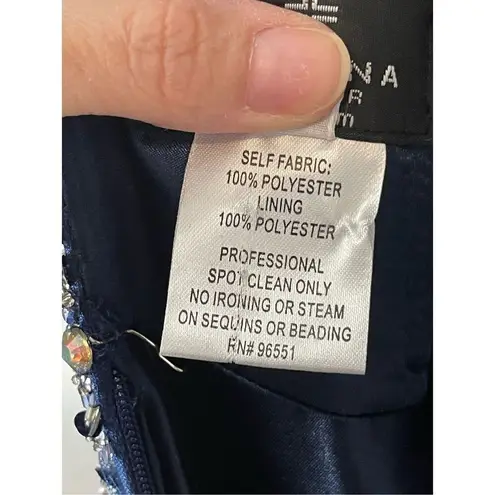 SELF FABRIC:
100% POLYESTER
LINING
100% POLYESTER
PROFESSIONAL
SPOT CLEAN ONLY
NO IRONING OR STEAM
ON SEQUINS OR BEADING
RN# 96551